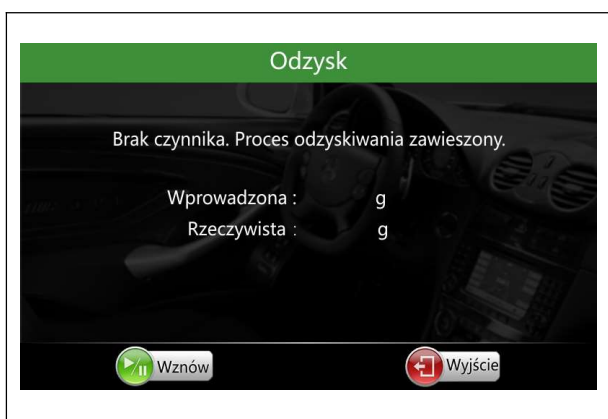 Odzysk
Brak czynnika. Proces odzyskiwania zawieszony.
Wprowadzona : g
Rzeczywista : g
Wznów Wyjście